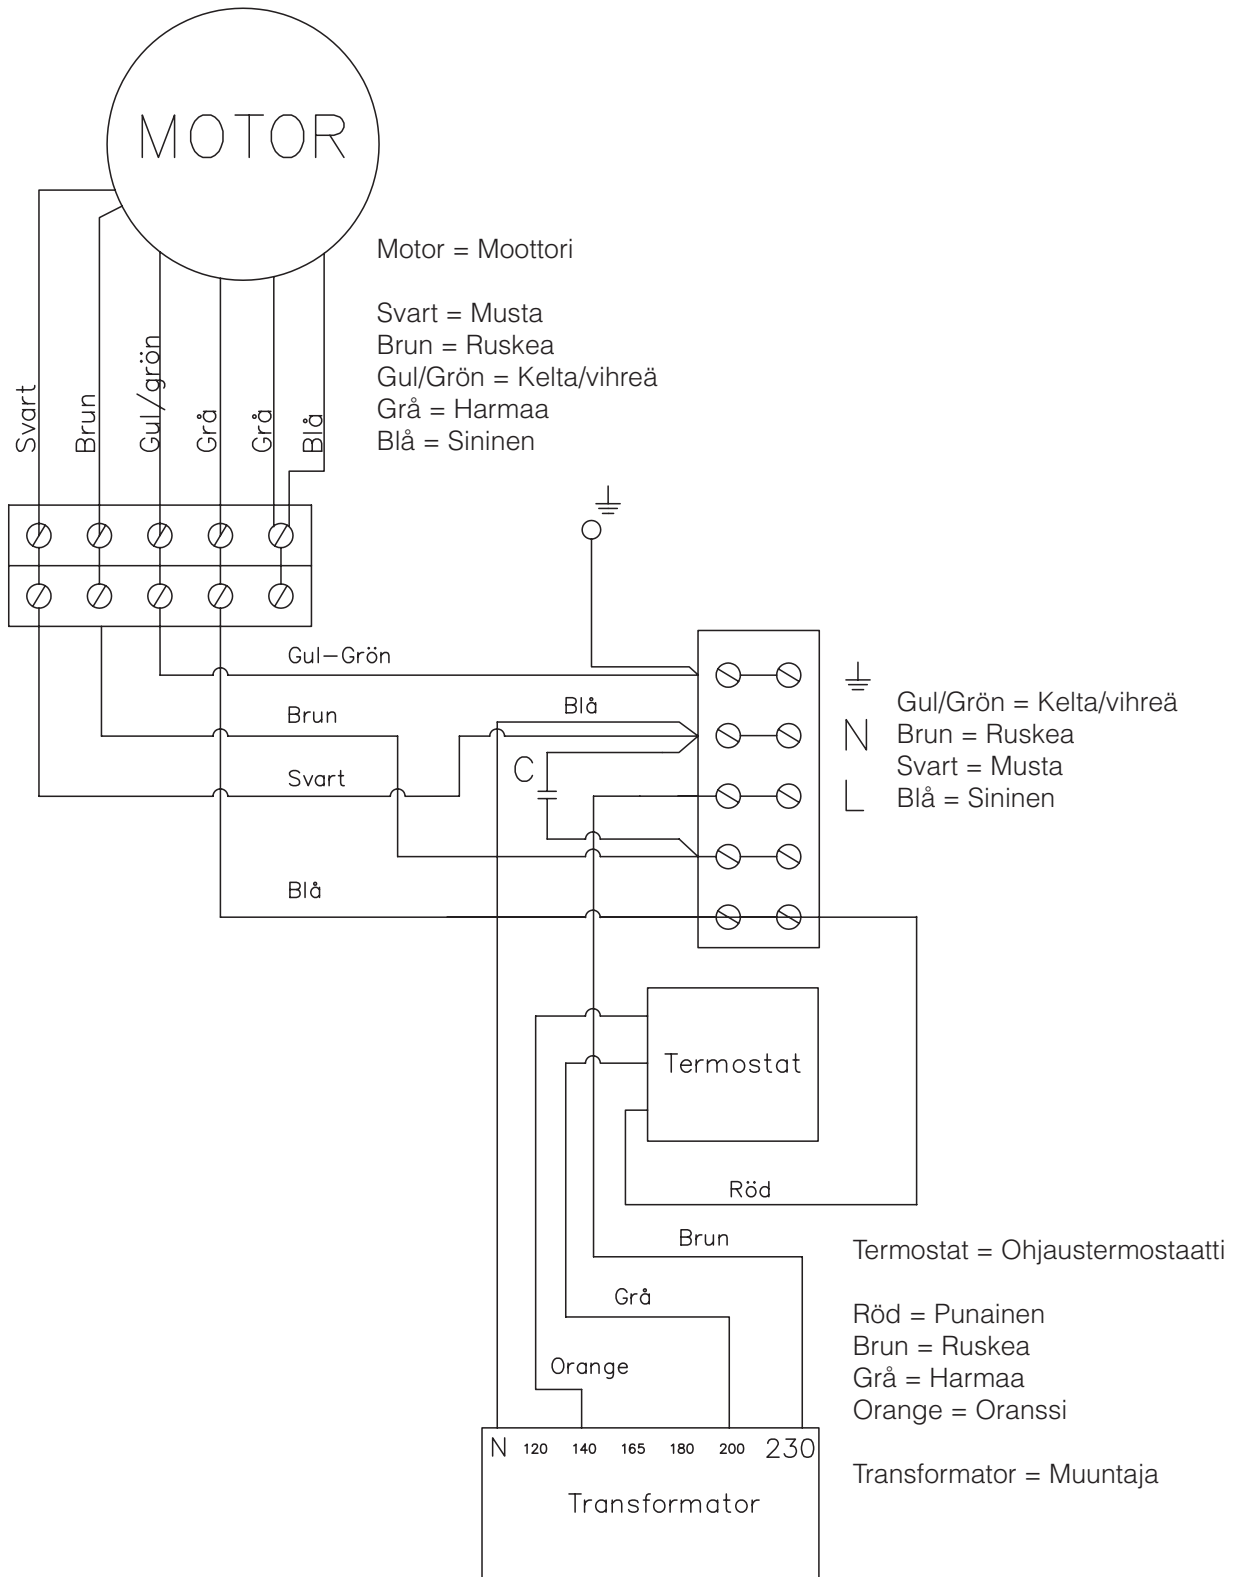 MOTOR
Motor = Moottori
Svart = Musta
Brun = Ruskea
Gul/Grön = Kelta/vihreä
Grå = Harmaa
Blå = Sininen
Svart
Brun
Gul/grön
Grå
Grå
Blå
Gul-Grön
Blå
Brun
C
Svart
Blå
N
L
Gul/Grön = Kelta/vihreä
Brun = Ruskea
Svart = Musta
Blå = Sininen
Termostat
Röd
Brun
Grå
Orange
Termostat = Ohjaustermostaatti
Röd = Punainen
Brun = Ruskea
Grå = Harmaa
Orange = Oranssi
Transformator = Muuntaja
N 120 140 165 180 200 230
Transformator